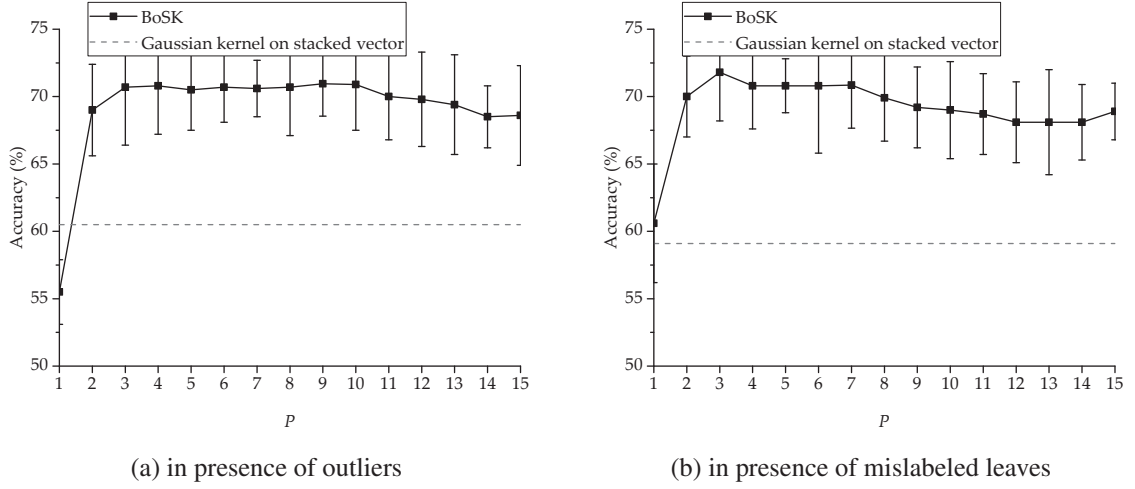 BoSK
Gaussian kernel on stacked vector
75
70
65
60
55
50
Accuracy (%)
1 2 3 4 5 6 7 8 9 10 11 12 13 14 15
P
(a) in presence of outliers
BoSK
Gaussian kernel on stacked vector
75
70
65
60
55
50
Accuracy (%)
1 2 3 4 5 6 7 8 9 10 11 12 13 14 15
P
(b) in presence of mislabeled leaves